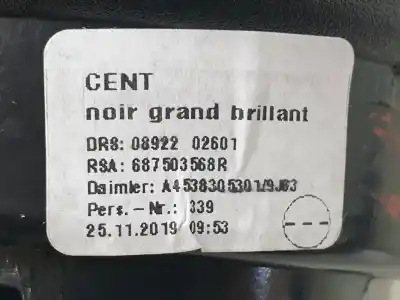 CENT
noir grand brillant
DR8: 08922 02601
RSA: 687503568R
Daimler: A4538305301/9J63
Pers.-Nr.: 339
25.11.2019 09:53